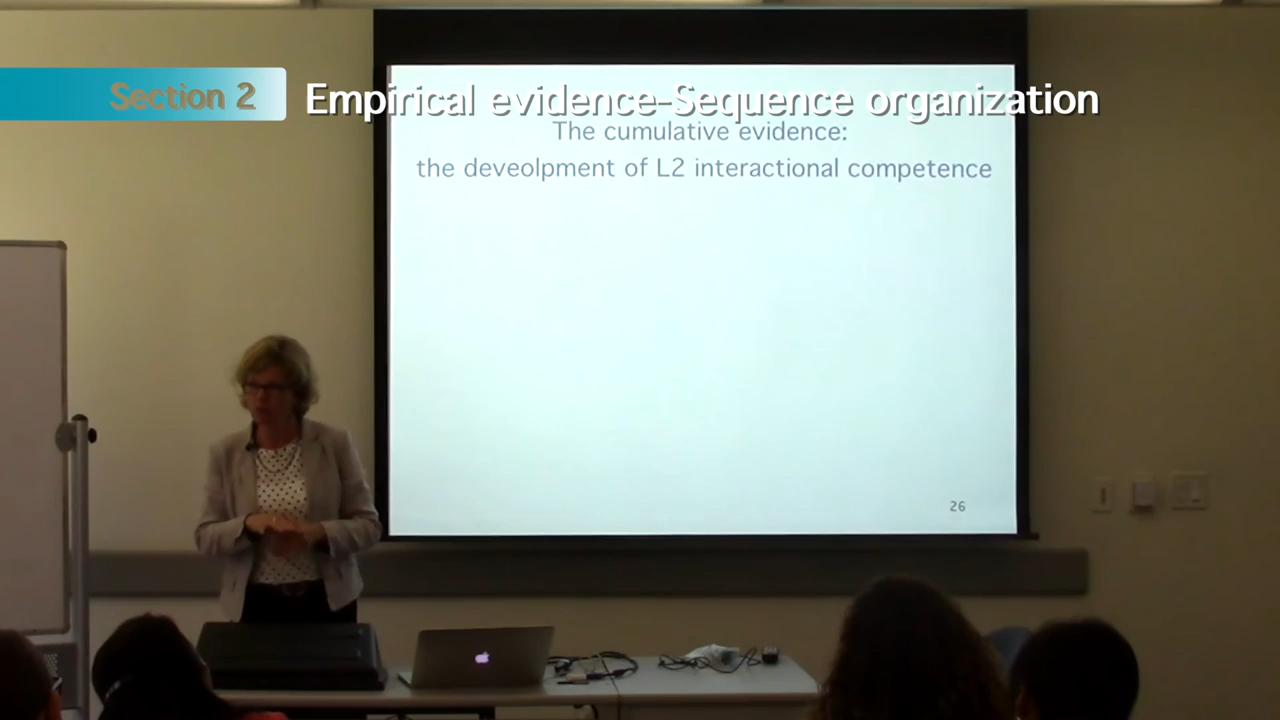 Section 2
Empirical evidence-Sequence organization
The cumulative evidence:
the deveolpment of L2 interactional competence
26